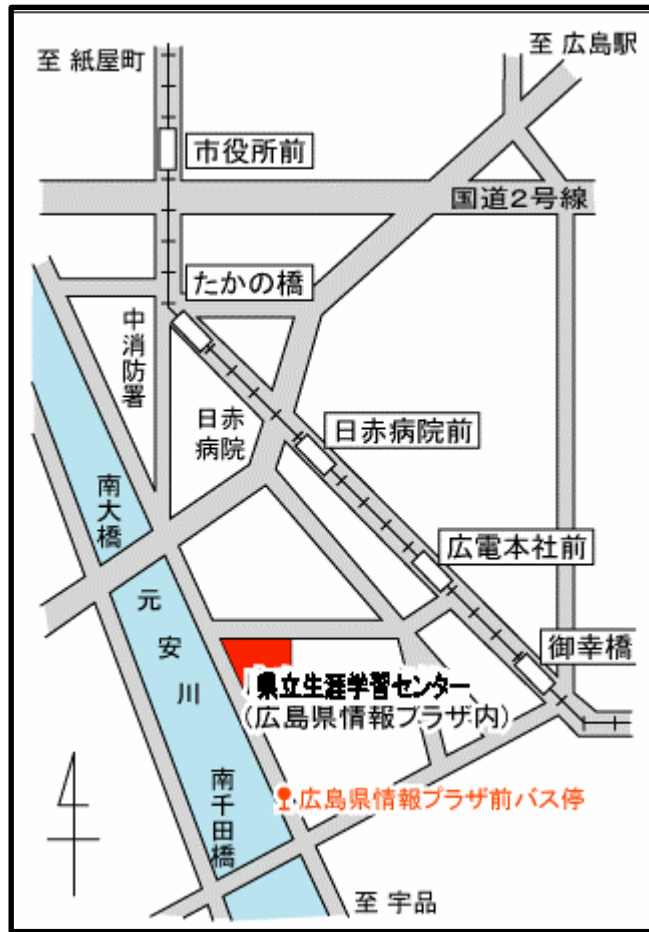 至 紙屋町
至 広島駅
市役所前
国道2号線
たかの橋
中消防署
日赤
病院
日赤病院前
南大橋
広電本社前
元安川
御幸橋
県立生涯学習センター
(広島県情報プラザ内)
南千田橋
広島県情報プラザ前バス停
至 宇品